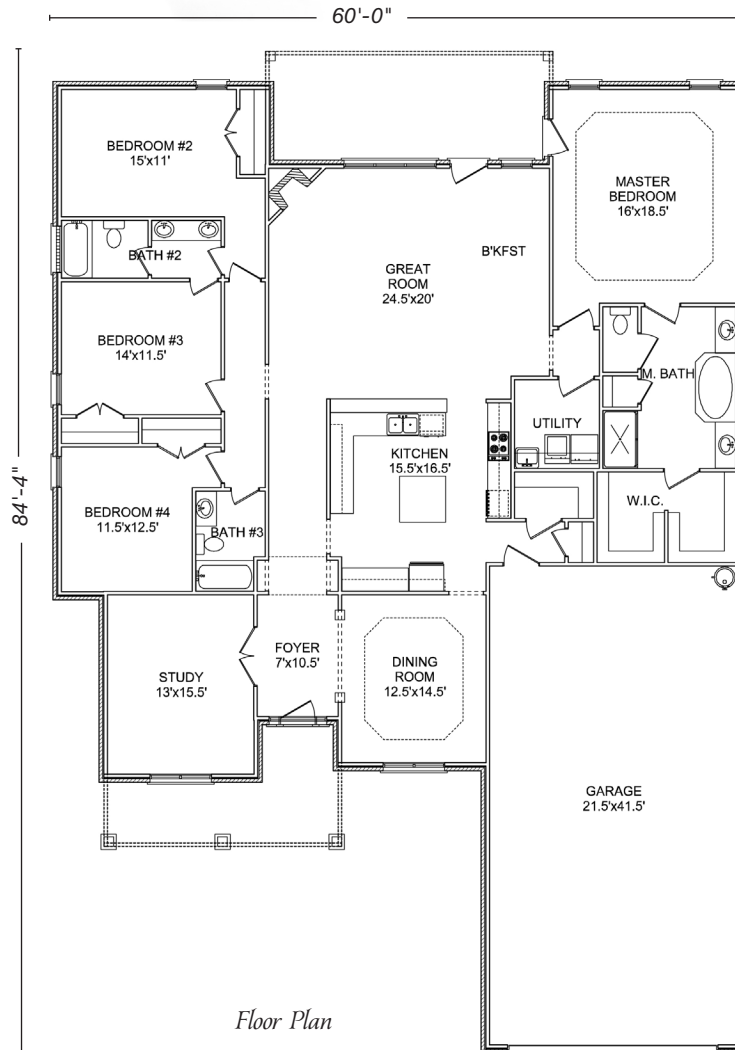 60'-0"
84'-4"
BEDROOM #2
15'x11'
MASTER
BEDROOM
16'x18.5'
BATH #2
B'KFST
GREAT
ROOM
24.5'x20'
BEDROOM #3
14'x11.5'
M. BATH
UTILITY
KITCHEN
15.5'x16.5'
W.I.C.
BEDROOM #4
11.5'x12.5'
BATH #3
FOYER
7'x10.5'
STUDY
13'x15.5'
DINING
ROOM
12.5'x14.5'
GARAGE
21.5'x41.5'
Floor Plan